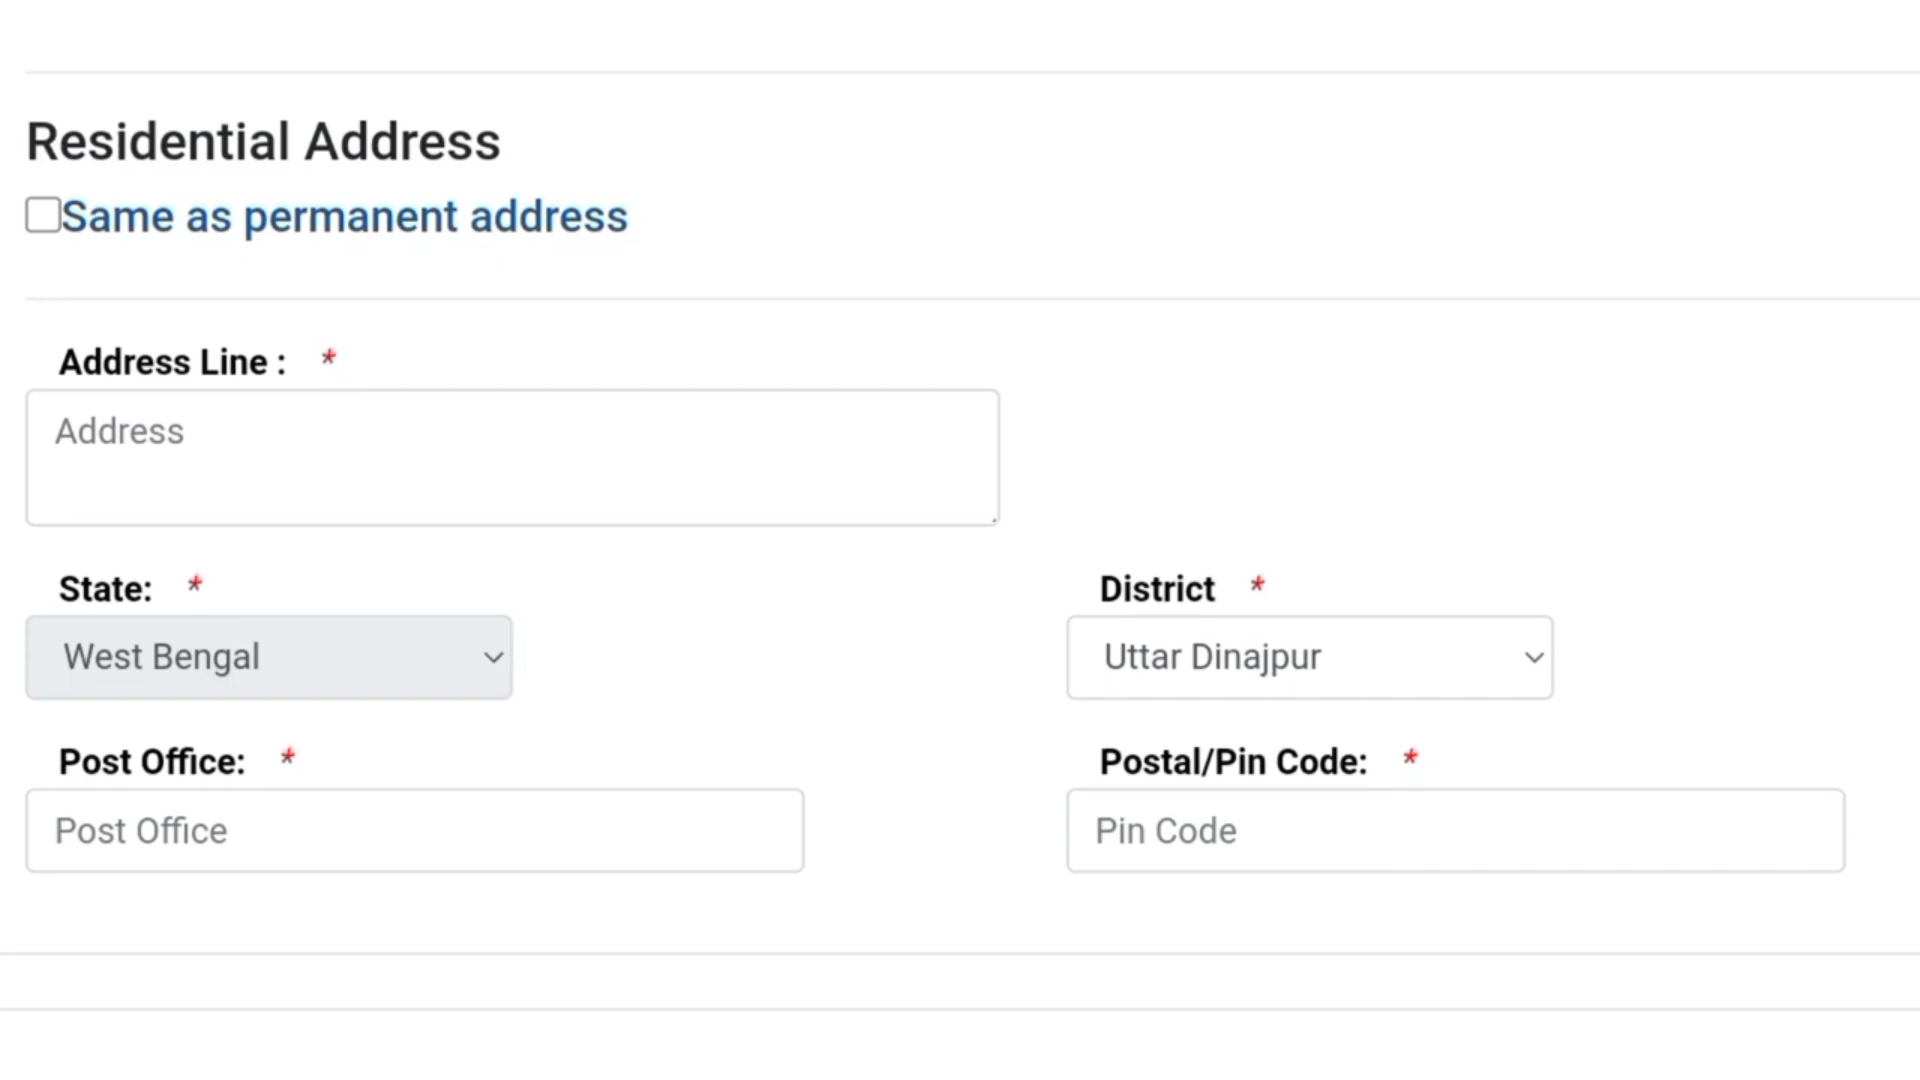 Residential Address
Same as permanent address
Address Line : *
Address
State: *
District *
West Bengal
Uttar Dinajpur
Post Office: *
Postal/Pin Code: *
Post Office
Pin Code